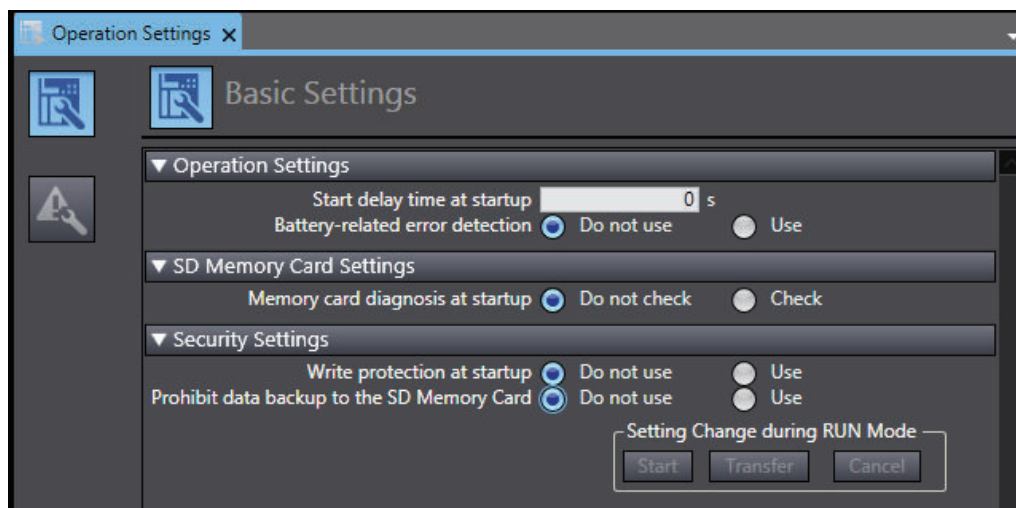 Operation Settings
Basic Settings
Operation Settings
Start delay time at startup 0 s
Battery-related error detection Do not use Use
SD Memory Card Settings
Memory card diagnosis at startup Do not check Check
Security Settings
Write protection at startup Do not use Use
Prohibit data backup to the SD Memory Card Do not use Use
Setting Change during RUN Mode
Start Transfer Cancel